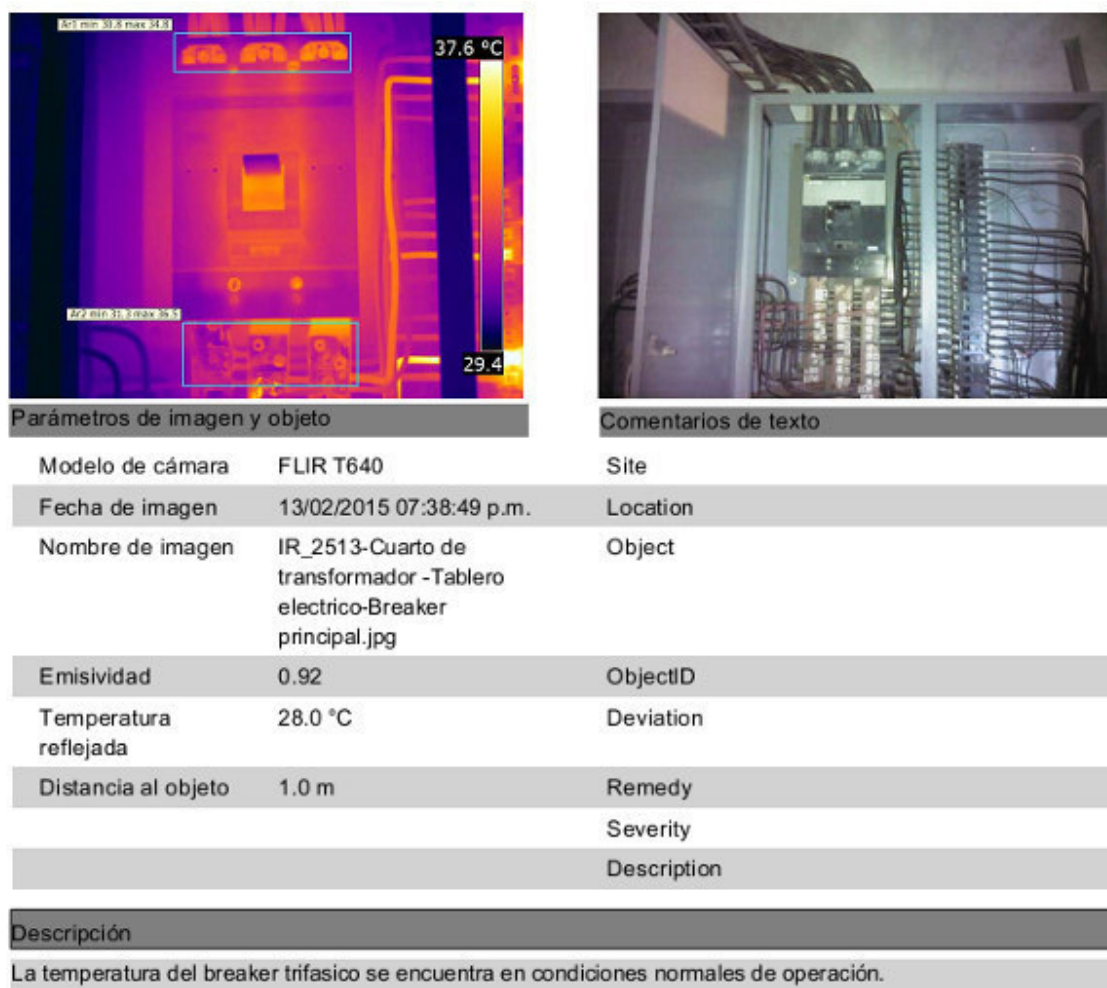 Ar1 min 30.8 max 34.8
37.6 ºC
Ar2 min 31.3 max 36.5
29.4
Parámetros de imagen y objeto
Comentarios de texto
Modelo de cámara FLIR T640 Site
Fecha de imagen 13/02/2015 07:38:49 p.m. Location
Nombre de imagen IR_2513-Cuarto de Object
transformador -Tablero
electrico-Breaker
principal.jpg
Emisividad 0.92 ObjectID
Temperatura 28.0 °C Deviation
reflejada
Distancia al objeto 1.0 m Remedy
Severity
Description
Descripción
La temperatura del breaker trifasico se encuentra en condiciones normales de operación.